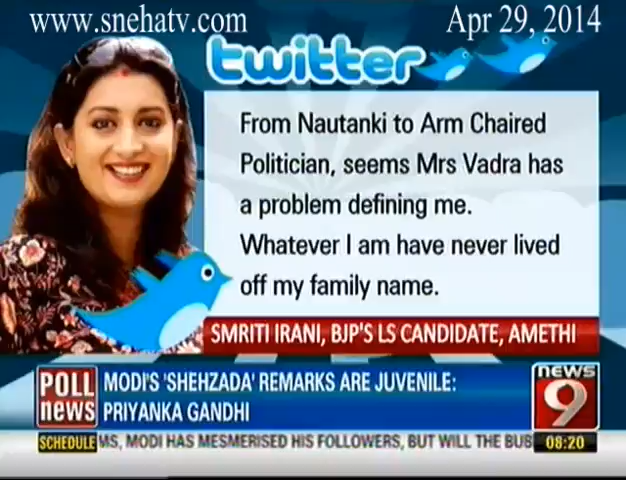 www.snehatv.com
Apr 29, 2014
twitter
From Nautanki to Arm Chaired
Politician, seems Mrs Vadra has
a problem defining me.
Whatever I am have never lived
off my family name.
SMRITI IRANI, BJP'S LS CANDIDATE, AMETHI
POLL
news
MODI'S 'SHEHZADA' REMARKS ARE JUVENILE:
PRIYANKA GANDHI
NEWS
9
SCHEDULE
MS, MODI HAS MESMERISED HIS FOLLOWERS, BUT WILL THE BUB
08:20